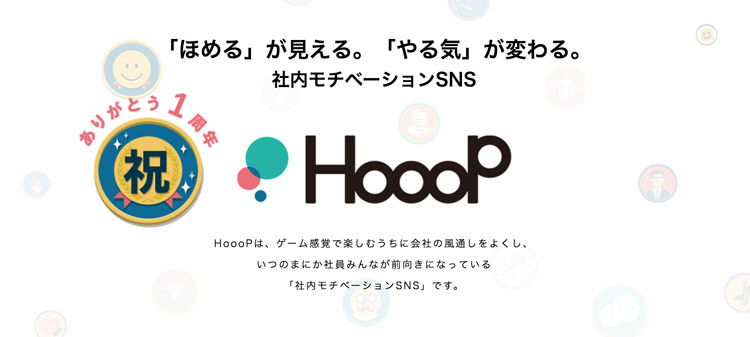 「ほめる」が見える。「やる気」が変わる。
社内モチベーションSNS
ありがとう1周年
祝
HoooP
HoooPは、ゲーム感覚で楽しむうちに会社の風通しをよくし、
いつのまにか社員みんなが前向きになっている
「社内モチベーションSNS」です。